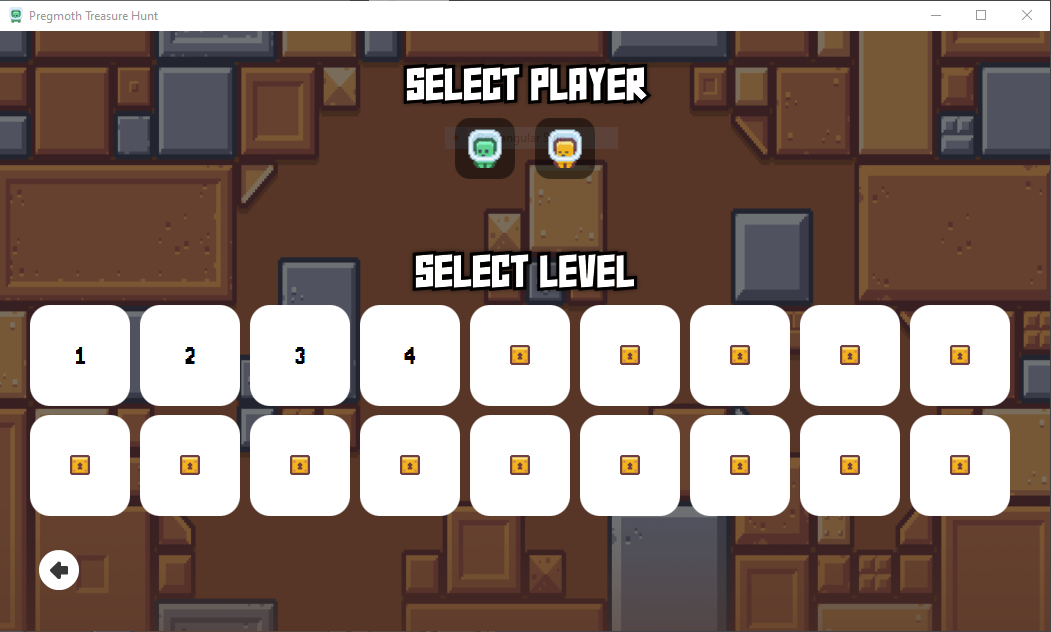 Pregmoth Treasure Hunt
SELECT PLAYER
SELECT LEVEL
1 2 3 4